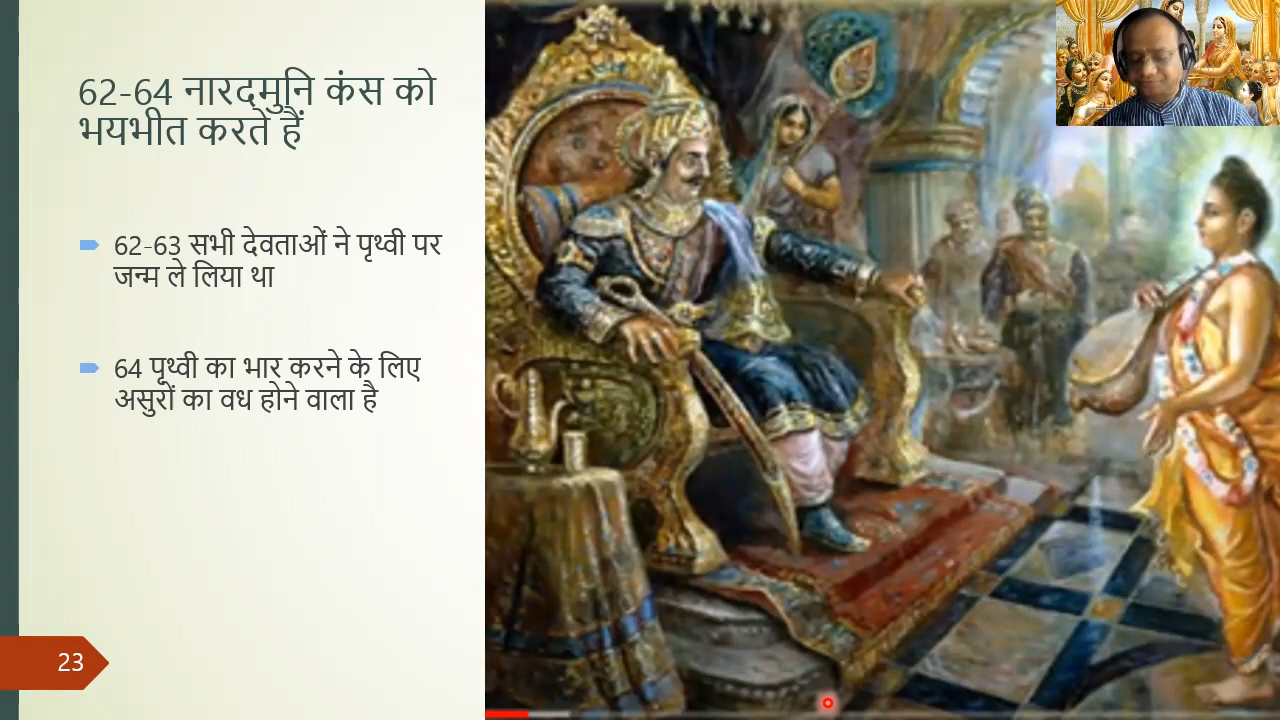 62-64 नारदमुनि कंस को
भयभीत करते हैं
62-63 सभी देवताओं ने पृथ्वी पर
जन्म ले लिया था
64 पृथ्वी का भार करने के लिए
असुरों का वध होने वाला है
23